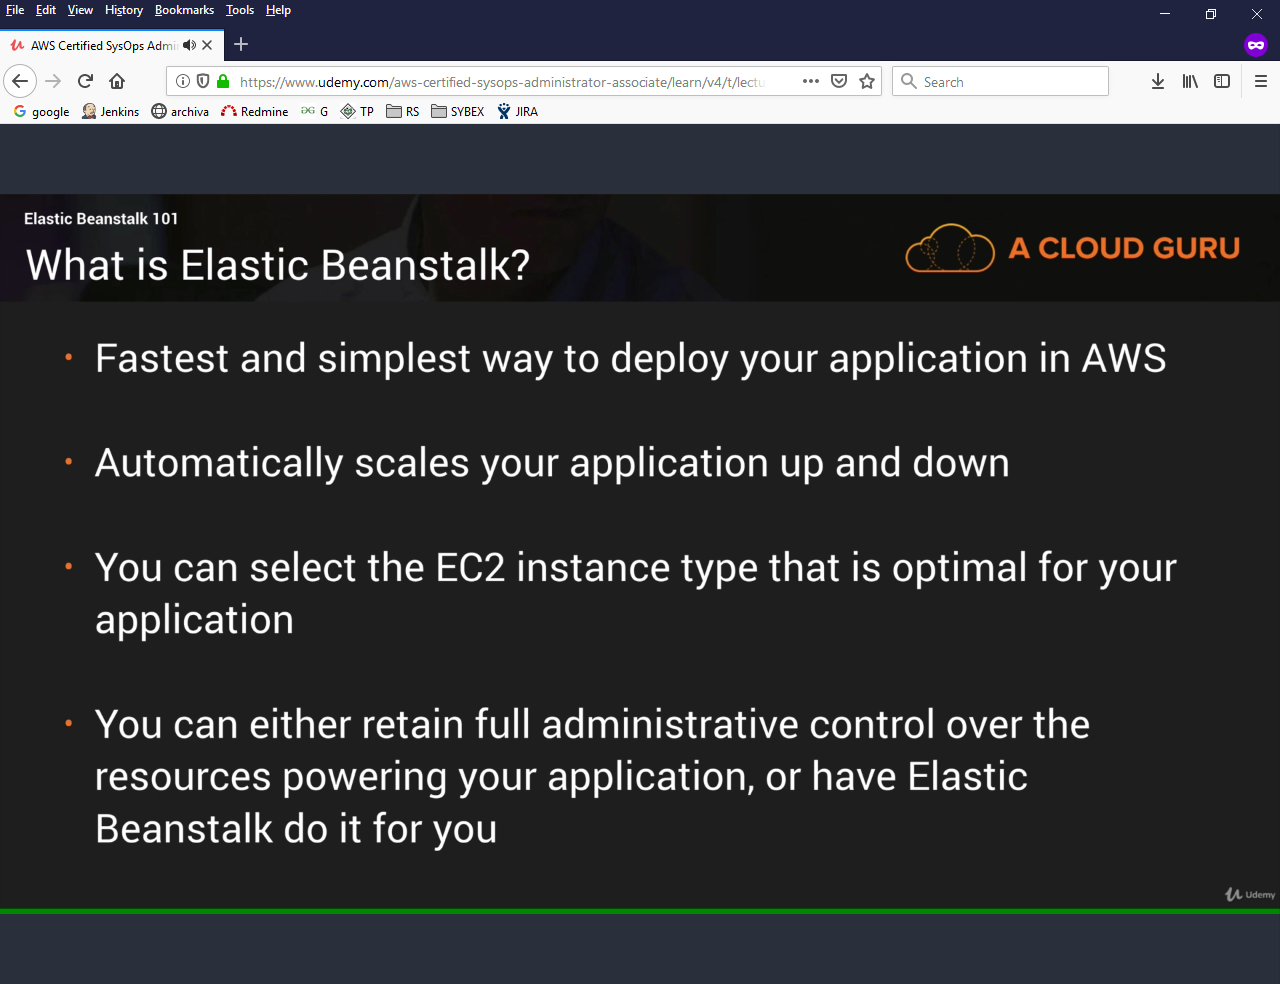 File Edit View History Bookmarks Tools Help
AWS Certified SysOps Admi
https://www.udemy.com/aws-certified-sysops-administrator-associate/learn/v4/t/lectu
Search
google Jenkins archiva Redmine G TP RS SYBEX JIRA
Elastic Beanstalk 101
What is Elastic Beanstalk?
A CLOUD GURU
• Fastest and simplest way to deploy your application in AWS
• Automatically scales your application up and down
• You can select the EC2 instance type that is optimal for your
application
• You can either retain full administrative control over the
resources powering your application, or have Elastic
Beanstalk do it for you
Udemy